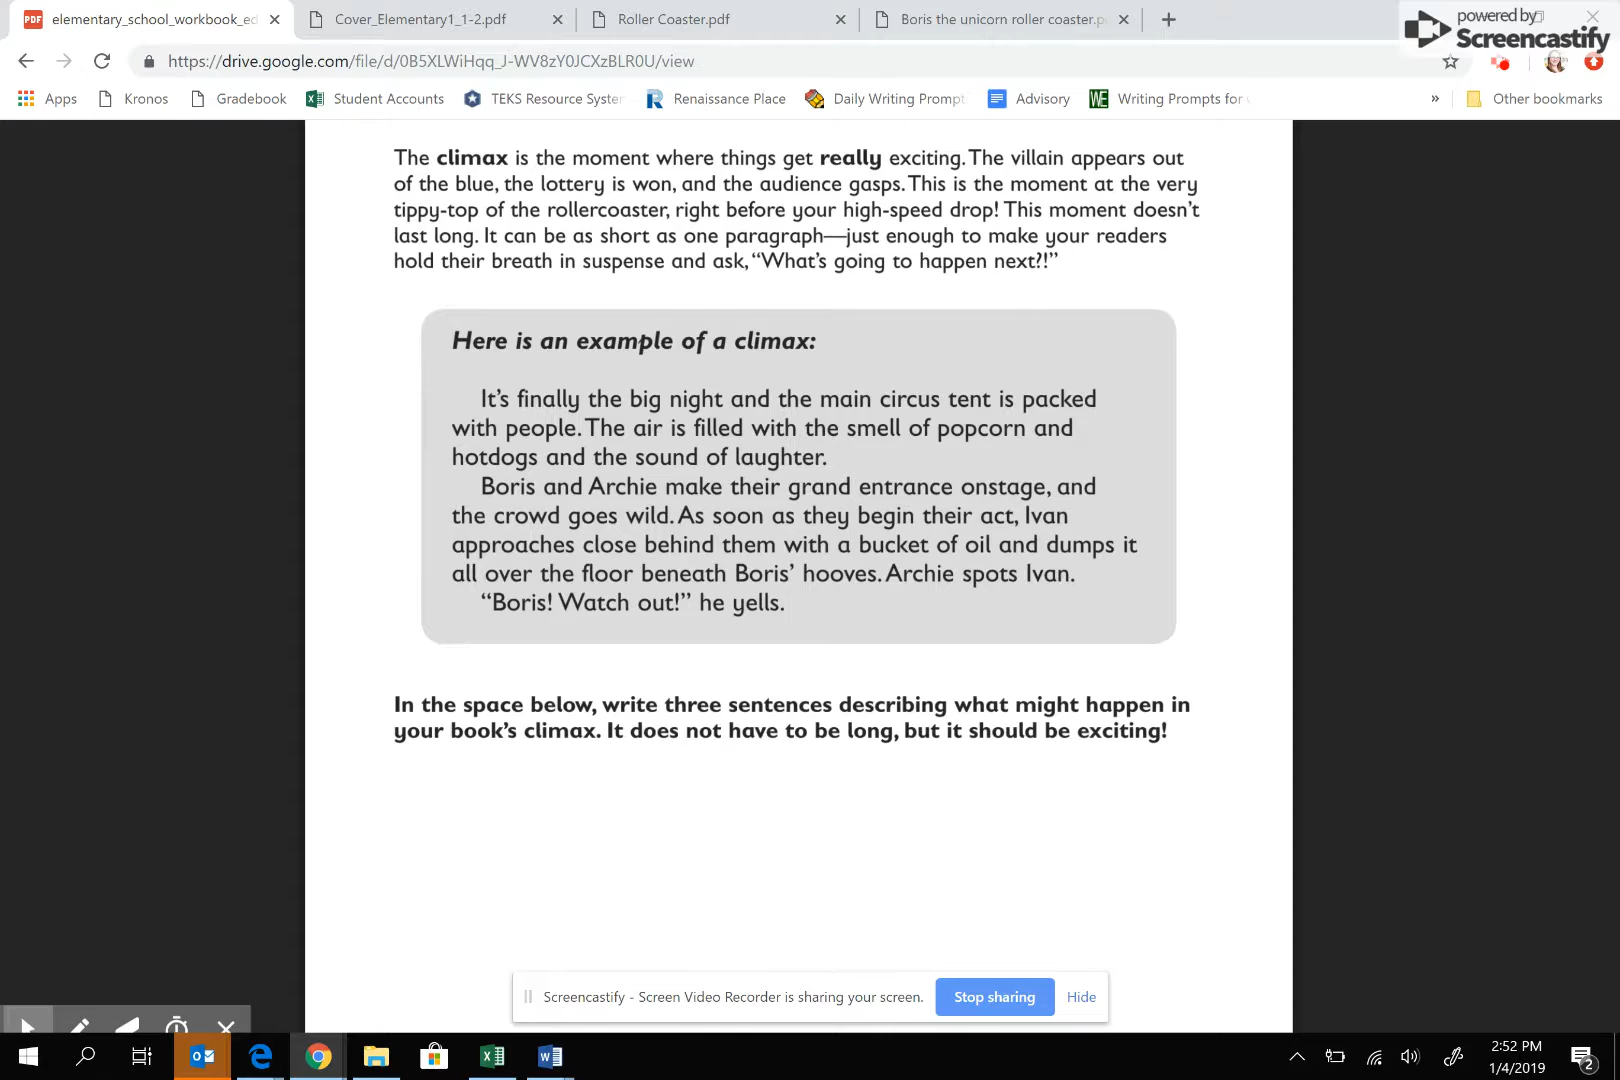 elementary_school_workbook_ed
Cover_Elementary1_1-2.pdf
Roller Coaster.pdf
Boris the unicorn roller coaster.p
powered by
Screencastify
https://drive.google.com/file/d/0B5XLWiHqq_J-WV8zY0JCXzBLR0U/view
Apps
Kronos
Gradebook
Student Accounts
TEKS Resource System
Renaissance Place
Daily Writing Prompt
Advisory
Writing Prompts for
»
Other bookmarks
The climax is the moment where things get really exciting. The villain appears out
of the blue, the lottery is won, and the audience gasps. This is the moment at the very
tippy-top of the rollercoaster, right before your high-speed drop! This moment doesn’t
last long. It can be as short as one paragraph—just enough to make your readers
hold their breath in suspense and ask, “What’s going to happen next?!”
Here is an example of a climax:
It’s finally the big night and the main circus tent is packed
with people. The air is filled with the smell of popcorn and
hotdogs and the sound of laughter.
Boris and Archie make their grand entrance onstage, and
the crowd goes wild. As soon as they begin their act, Ivan
approaches close behind them with a bucket of oil and dumps it
all over the floor beneath Boris’ hooves. Archie spots Ivan.
“Boris! Watch out!” he yells.
In the space below, write three sentences describing what might happen in
your book’s climax. It does not have to be long, but it should be exciting!
Screencastify - Screen Video Recorder is sharing your screen.
Stop sharing
Hide
2:52 PM
1/4/2019
2